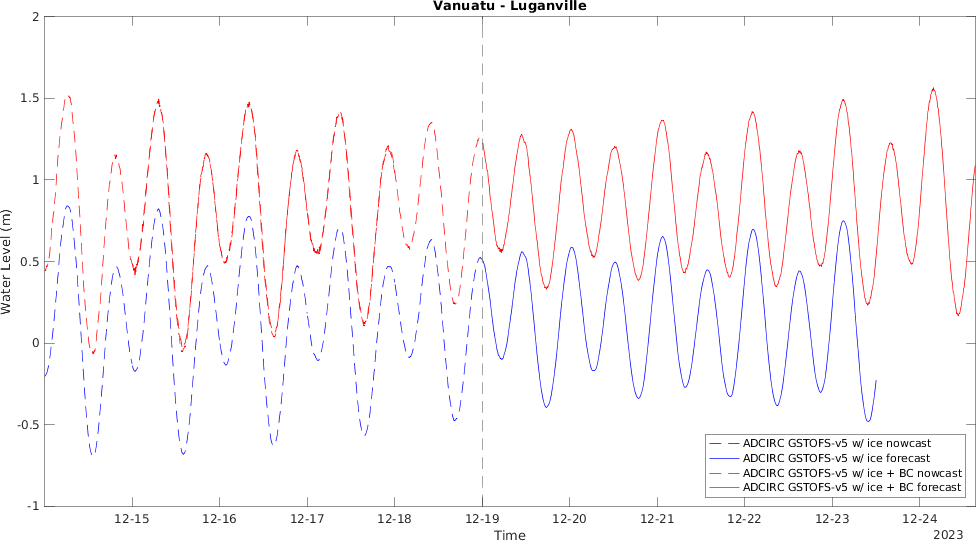 Vanuatu - Luganville
2
1.5
1
0.5
0
-0.5
-1
Water Level (m)
ADCIRC GSTOFS-v5 w/ ice nowcast
ADCIRC GSTOFS-v5 w/ ice forecast
ADCIRC GSTOFS-v5 w/ ice + BC nowcast
ADCIRC GSTOFS-v5 w/ ice + BC forecast
12-15 12-16 12-17 12-18 12-19 12-20 12-21 12-22 12-23 12-24
Time
2023